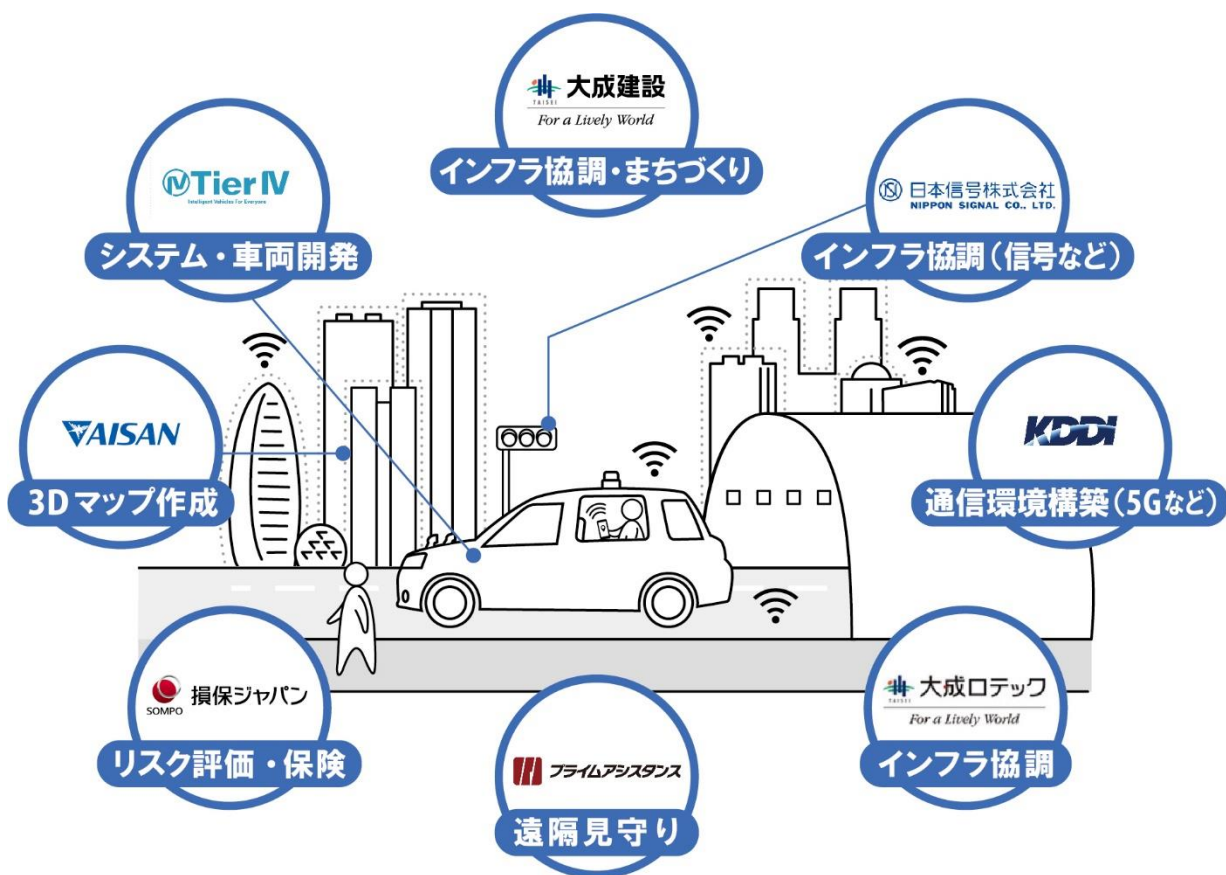 大成建設
TAISEI
For a Lively World
インフラ協調・まちづくり
Tier IV
Intelligent Vehicles For Everyone
システム・車両開発
日本信号株式会社
NIPPON SIGNAL CO., LTD.
インフラ協調（信号など）
AISAN
3Dマップ作成
KDDI
通信環境構築（5Gなど）
SOMPO
損保ジャパン
リスク評価・保険
プライムアシスタンス
遠隔見守り
大成ロテック
TAISEI
For a Lively World
インフラ協調